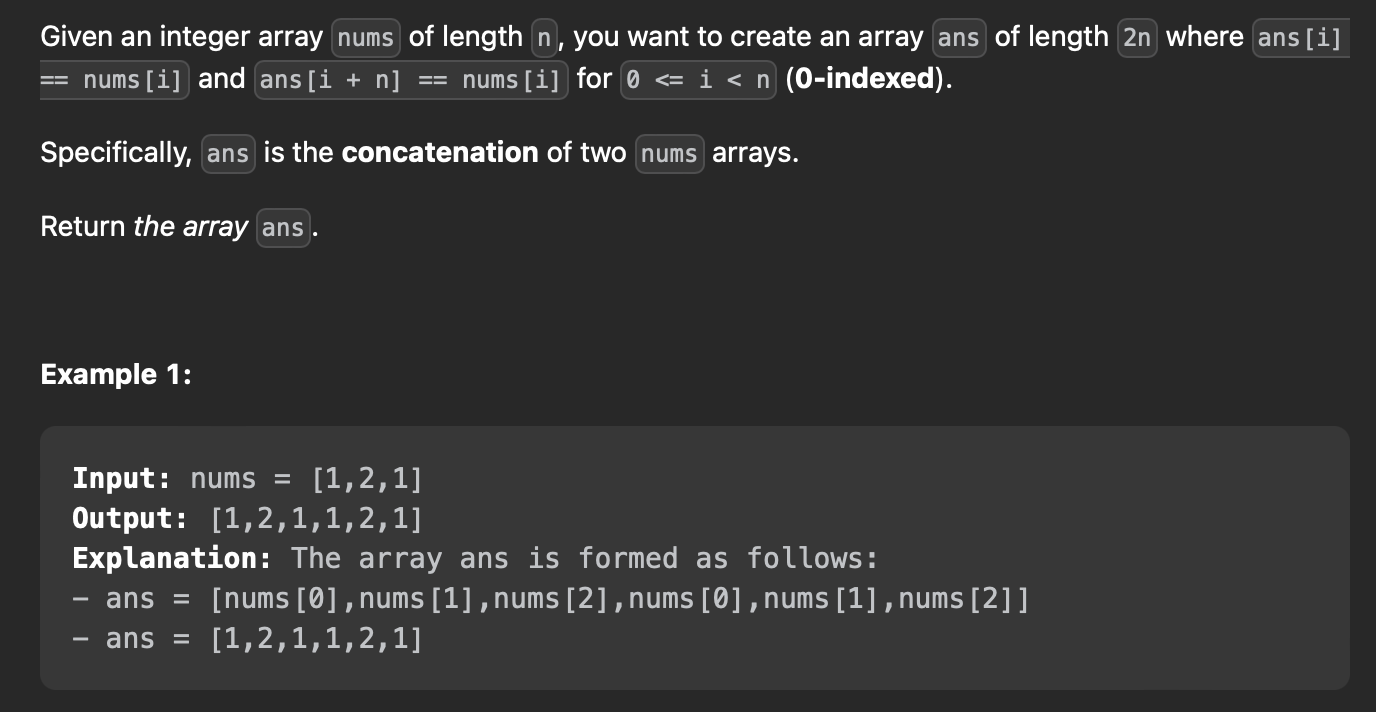 Given an integer array nums of length n, you want to create an array ans of length 2n where ans[i]
== nums[i] and ans[i + n] == nums[i] for 0 <= i < n (0-indexed).
Specifically, ans is the concatenation of two nums arrays.
Return the array ans.
Example 1:
Input: nums = [1,2,1]
Output: [1,2,1,1,2,1]
Explanation: The array ans is formed as follows:
- ans = [nums[0],nums[1],nums[2],nums[0],nums[1],nums[2]]
- ans = [1,2,1,1,2,1]